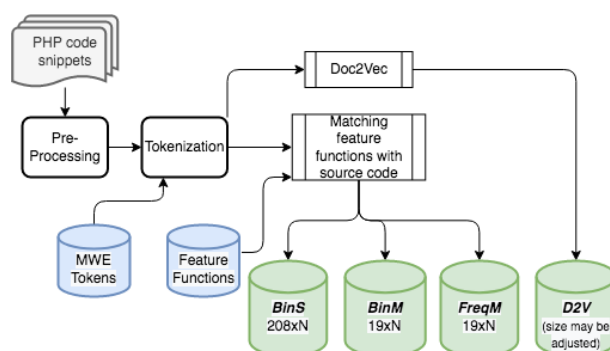 PHP code
snippets
Doc2Vec
Pre-
Processing
Tokenization
Matching
feature
functions with
source code
MWE
Tokens
Feature
Functions
BinS
208xN
BinM
19xN
FreqM
19xN
D2V
(size may be
adjusted)